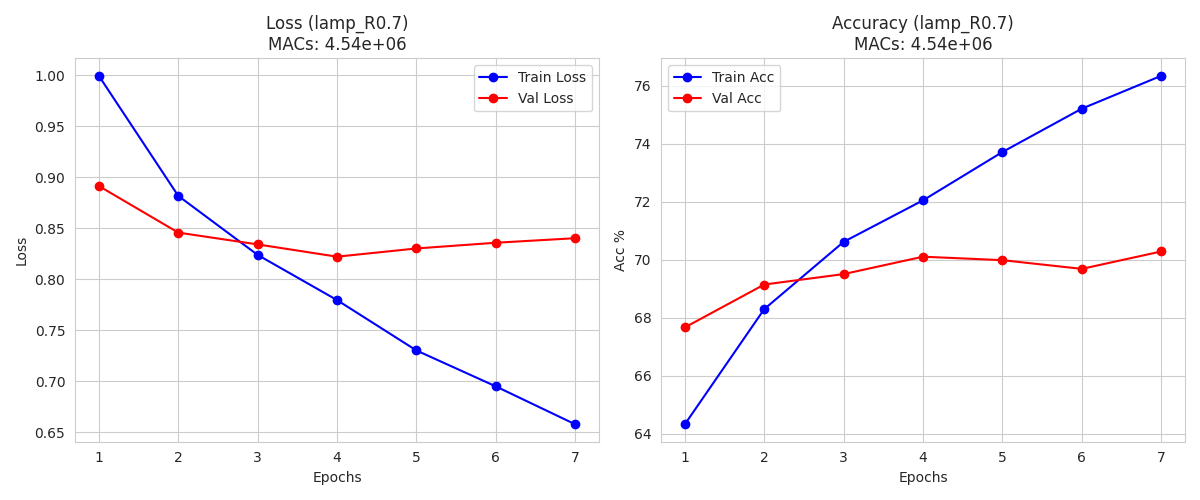 Loss (lamp_R0.7)
MACs: 4.54e+06
1.00
0.95
0.90
0.85
0.80
0.75
0.70
0.65
Loss
Train Loss
Val Loss
1 2 3 4 5 6 7
Epochs
Accuracy (lamp_R0.7)
MACs: 4.54e+06
76
74
72
70
68
66
64
Acc %
Train Acc
Val Acc
1 2 3 4 5 6 7
Epochs